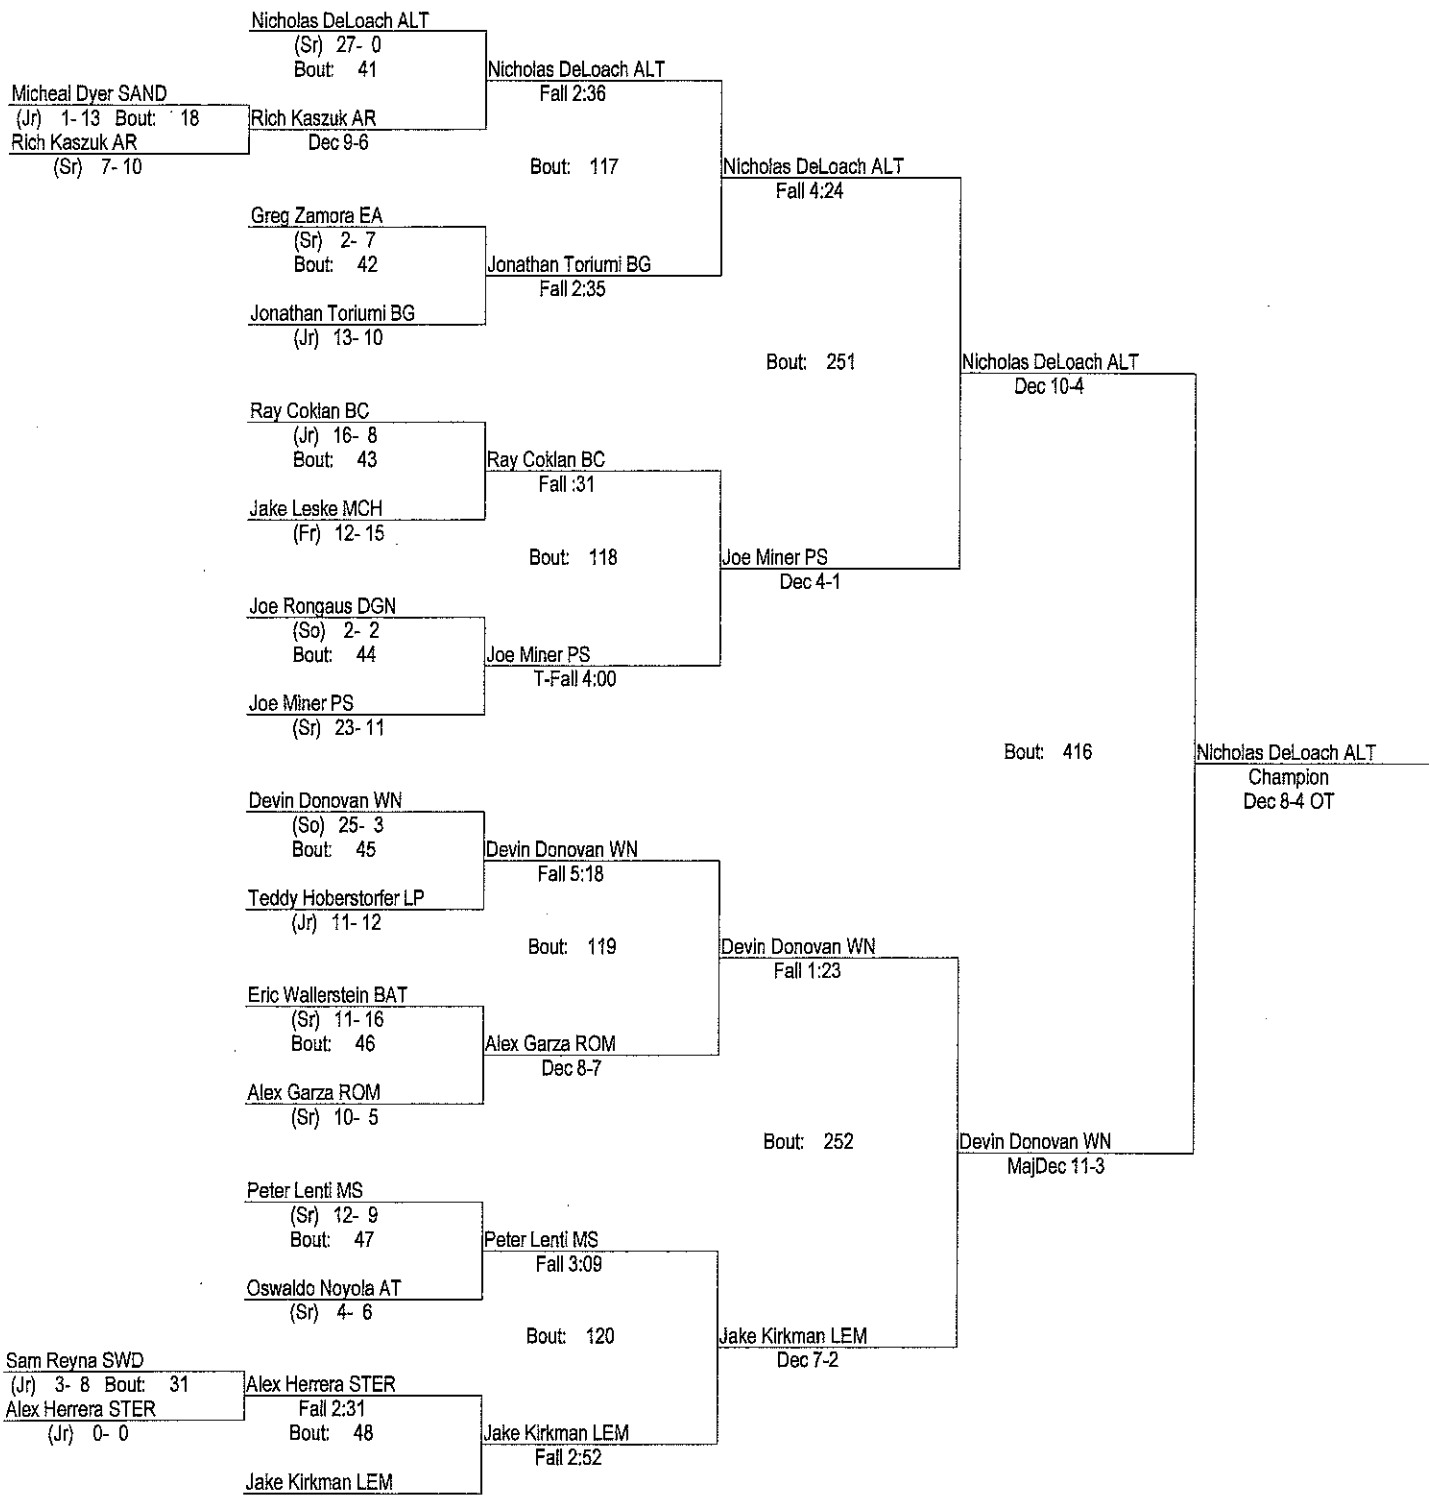 Nicholas DeLoach ALT
(Sr) 27- 0
Bout: 41
Nicholas DeLoach ALT
Fall 2:36
Micheal Dyer SAND
(Jr) 1- 13 Bout: 18
Rich Kaszuk AR
(Sr) 7- 10
Rich Kaszuk AR
Dec 9-6
Bout: 117
Nicholas DeLoach ALT
Fall 4:24
Greg Zamora EA
(Sr) 2- 7
Bout: 42
Jonathan Toriumi BG
Fall 2:35
Jonathan Toriumi BG
(Jr) 13- 10
Bout: 251
Nicholas DeLoach ALT
Dec 10-4
Ray Coklan BC
(Jr) 16- 8
Bout: 43
Ray Coklan BC
Fall :31
Jake Leske MCH
(Fr) 12- 15
Bout: 118
Joe Miner PS
Dec 4-1
Joe Rongaus DGN
(So) 2- 2
Bout: 44
Joe Miner PS
T-Fall 4:00
Joe Miner PS
(Sr) 23- 11
Bout: 416
Nicholas DeLoach ALT
Champion
Dec 8-4 OT
Devin Donovan WN
(So) 25- 3
Bout: 45
Devin Donovan WN
Fall 5:18
Teddy Hoberstorfer LP
(Jr) 11- 12
Bout: 119
Devin Donovan WN
Fall 1:23
Eric Wallerstein BAT
(Sr) 11- 16
Bout: 46
Alex Garza ROM
Dec 8-7
Alex Garza ROM
(Sr) 10- 5
Bout: 252
Devin Donovan WN
MajDec 11-3
Peter Lenti MS
(Sr) 12- 9
Bout: 47
Peter Lenti MS
Fall 3:09
Oswaldo Noyola AT
(Sr) 4- 6
Bout: 120
Jake Kirkman LEM
Dec 7-2
Sam Reyna SWD
(Jr) 3- 8 Bout: 31
Alex Herrera STER
(Jr) 0- 0
Alex Herrera STER
Fall 2:31
Bout: 48
Jake Kirkman LEM
Fall 2:52
Jake Kirkman LEM